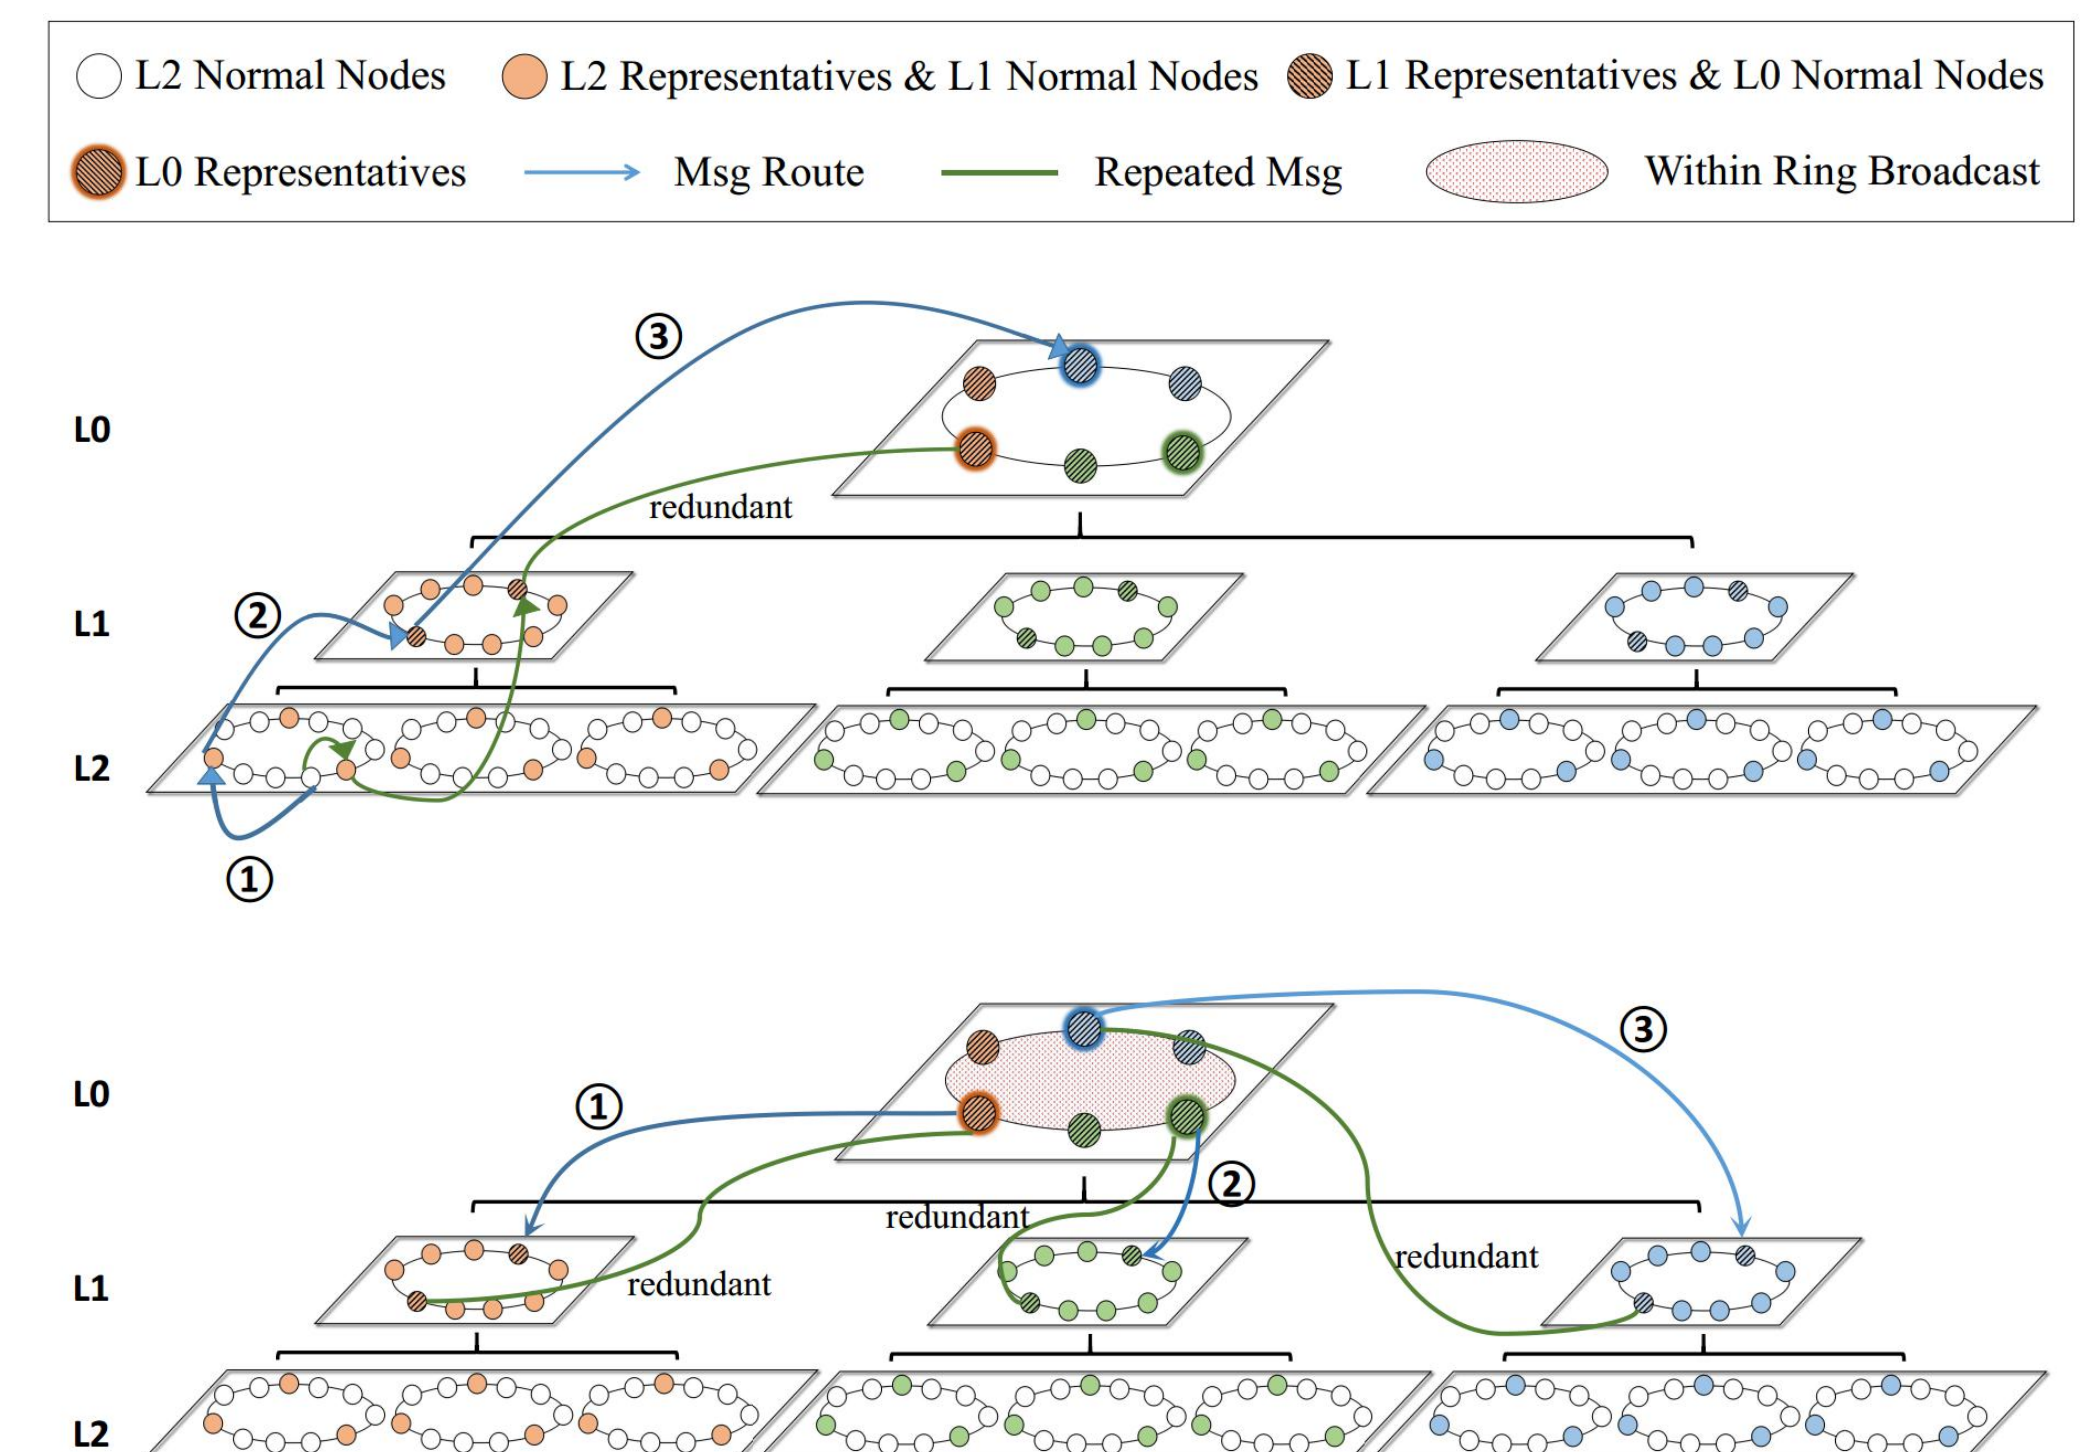 L2 Normal Nodes L2 Representatives & L1 Normal Nodes L1 Representatives & L0 Normal Nodes
L0 Representatives Msg Route Repeated Msg Within Ring Broadcast
③
L0
redundant
②
L1
L2
①
③
L0
①
②
redundant
redundant
redundant
L1
L2